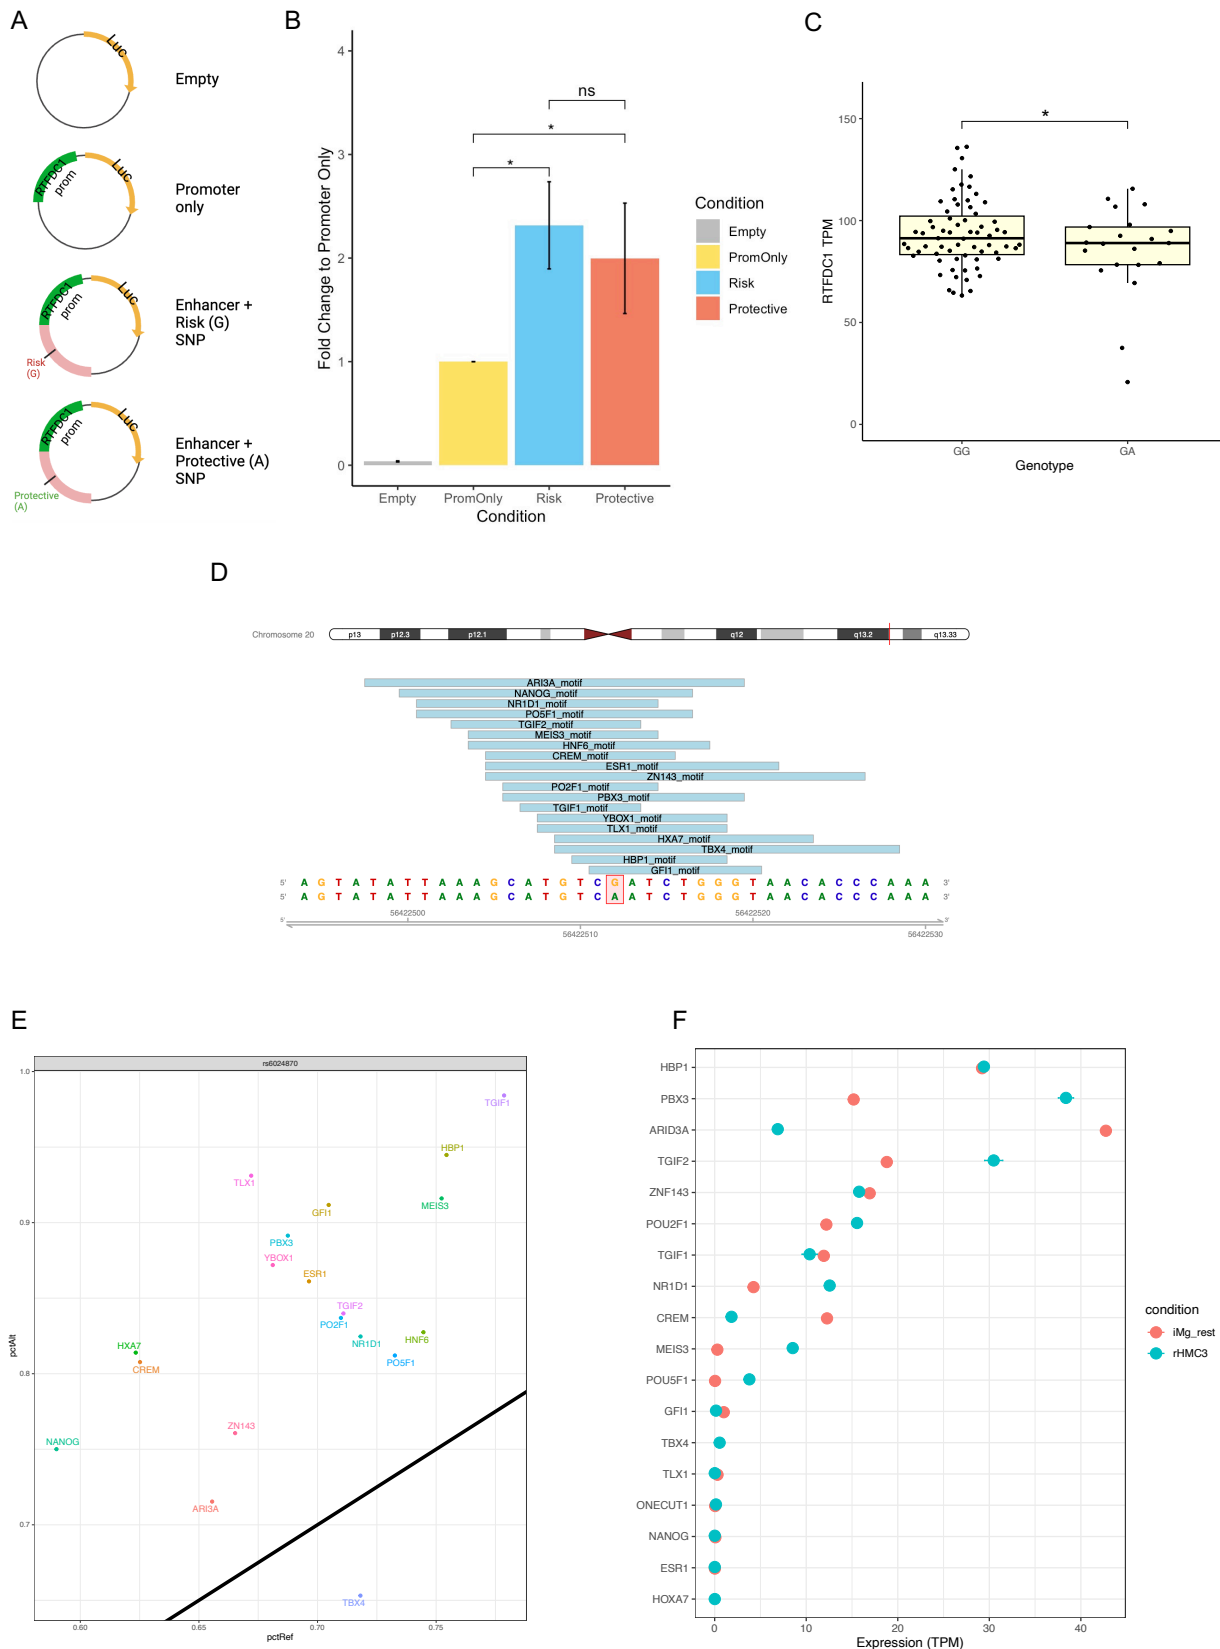 A
LUC
Empty
RTFDC1
prom
LUC
Promoter
only
RTFDC1
prom
LUC
Enhancer +
Risk (G)
SNP
Risk
(G)
RTFDC1
prom
LUC
Enhancer +
Protective (A)
SNP
Protective
(A)
B
Fold Change to Promoter Only
4
3
2
1
0
ns
*
*
Empty
PromOnly
Risk
Protective
Condition
Condition
Empty
PromOnly
Risk
Protective
C
RTFDC1 TPM
150
100
50
0
*
GG
GA
Genotype
D
Chromosome 20
p13
p12.3
p12.1
q12
q13.2
q13.33
ARI3A_motif
NANOG_motif
NR1D1_motif
PO5F1_motif
TGIF2_motif
MEIS3_motif
HNF6_motif
CREM_motif
ESR1_motif
ZN143_motif
PO2F1_motif
PBX3_motif
TGIF1_motif
YBOX1_motif
TLX1_motif
HXA7_motif
TBX4_motif
HBP1_motif
GFI1_motif
5' A G T A T A T T A A A G C A T G T C G A T C T G G G T A A C A C C C A A A 3'
5' A G T A T A T T A A A G C A T G T C A A T C T G G G T A A C A C C C A A A 3'
5' 3'
56422500
56422520
56422510
56422530
E
rs6024870
pctAlt
1.0
0.9
0.8
0.7
TGIF1
HBP1
TLX1
MEIS3
GFI1
PBX3
YBOX1
ESR1
TGIF2
PO2F1
NR1D1
HNF6
PO5F1
HXA7
CREM
ZN143
NANOG
ARI3A
TBX4
0.60
0.65
0.70
0.75
pctRef
F
HBP1
PBX3
ARID3A
TGIF2
ZNF143
POU2F1
TGIF1
NR1D1
CREM
MEIS3
POU5F1
GFI1
TBX4
TLX1
ONECUT1
NANOG
ESR1
HOXA7
0
10
20
30
40
Expression (TPM)
condition
iMg_rest
rHMC3